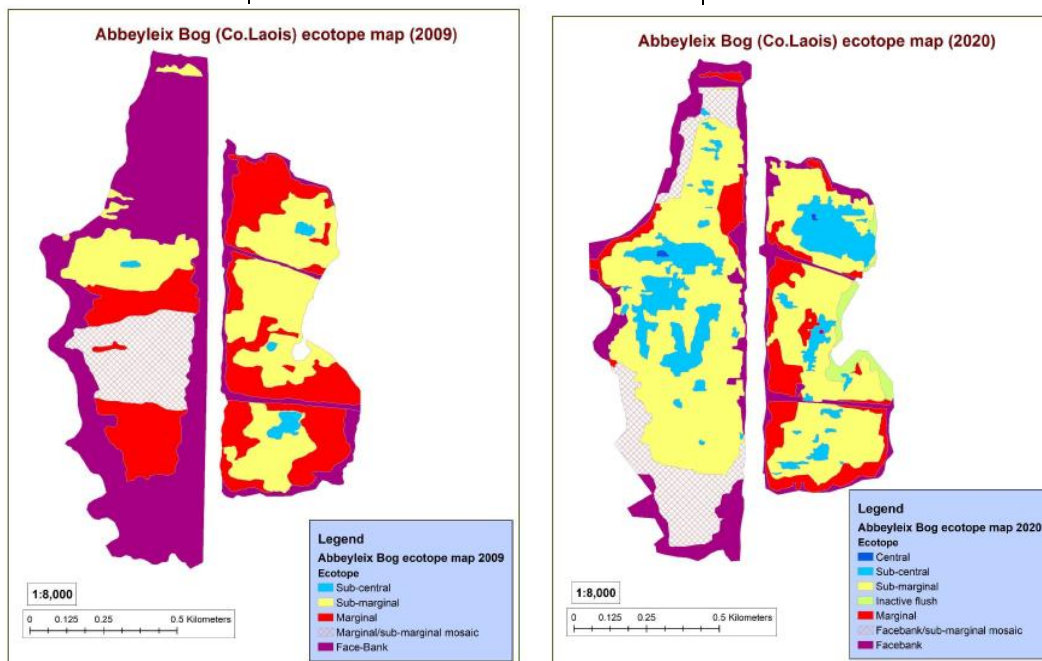 Abbeyleix Bog (Co.Laois) ecotope map (2009)
Legend
Abbeyleix Bog ecotope map 2009
Ecotope
Sub-central
Sub-marginal
Marginal
Marginal/sub-marginal mosaic
Face-Bank
1:8,000
0 0.125 0.25 0.5 Kilometers
Abbeyleix Bog (Co.Laois) ecotope map (2020)
Legend
Abbeyleix Bog ecotope map 2020
Ecotope
Central
Sub-central
Sub-marginal
Inactive flush
Marginal
Facebank/sub-marginal mosaic
Facebank
1:8,000
0 0.125 0.25 0.5 Kilometers